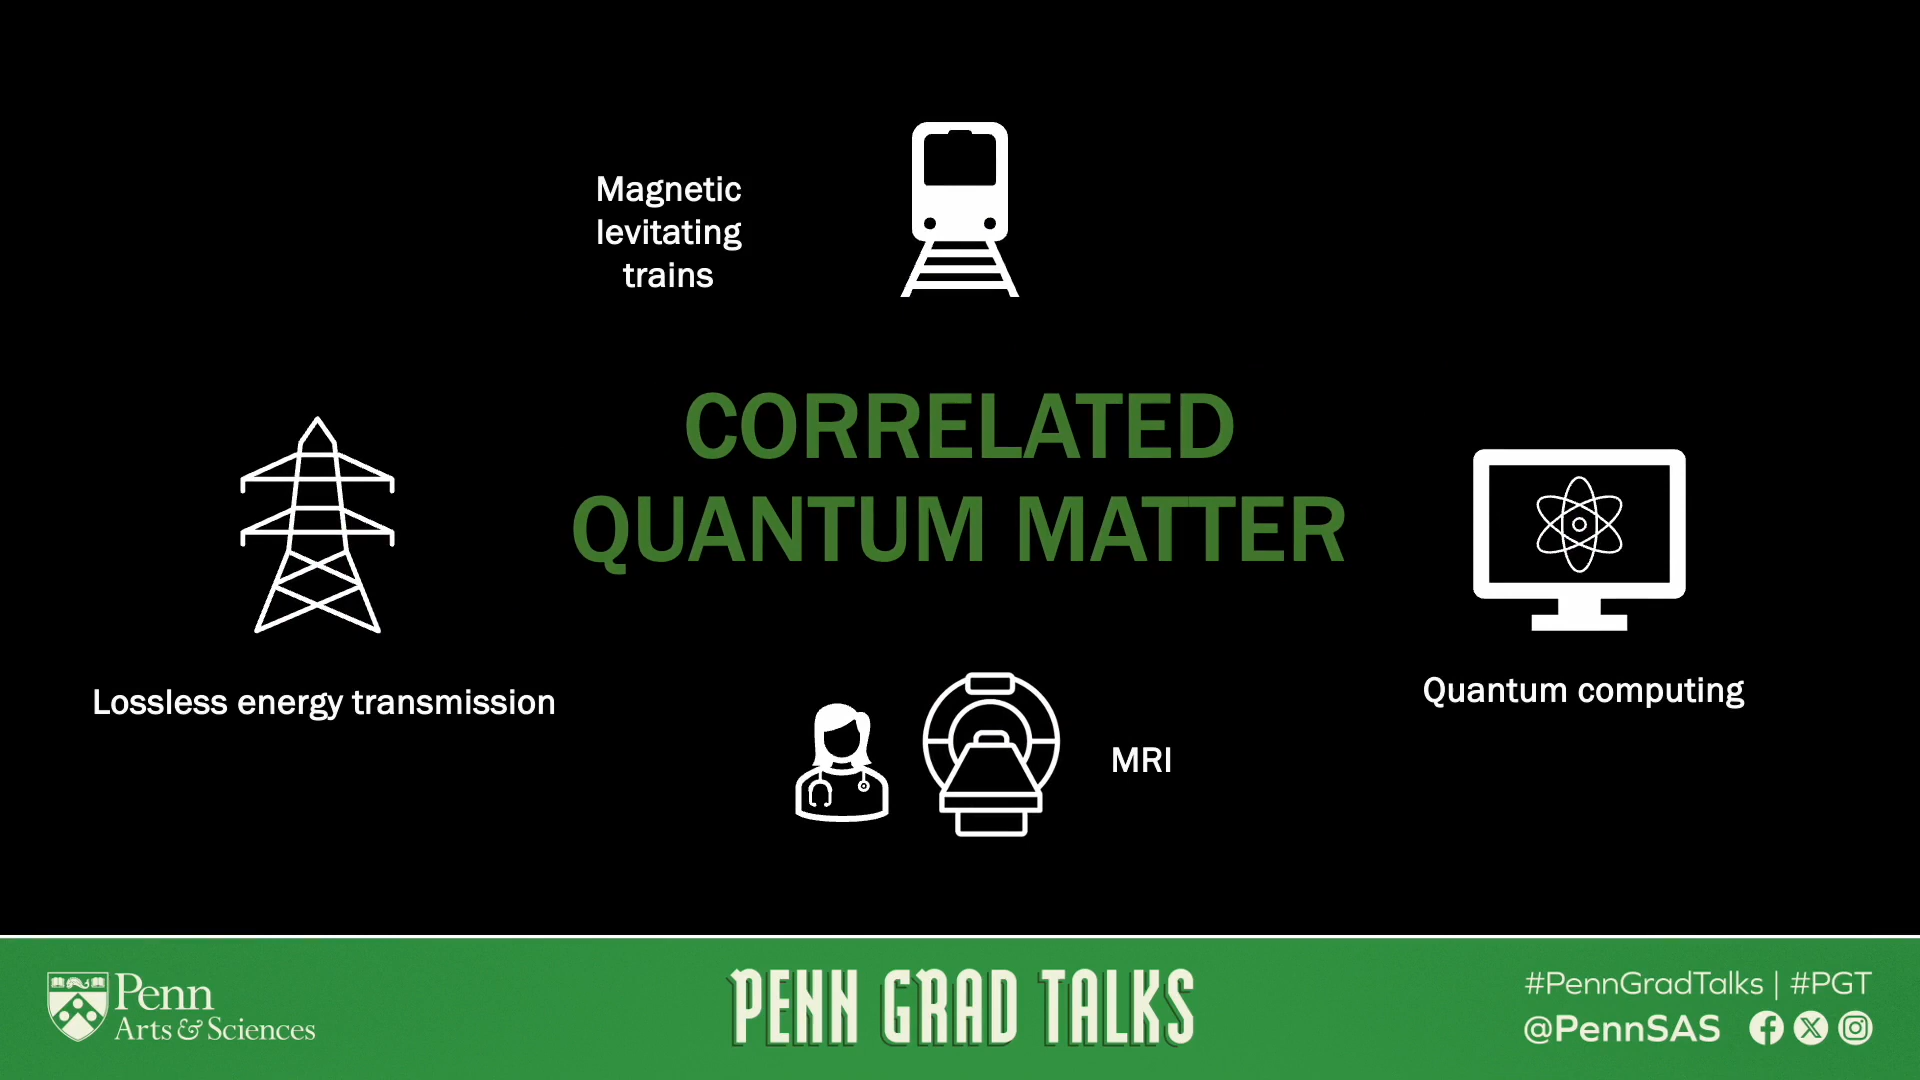 Magnetic
levitating
trains
CORRELATED
QUANTUM MATTER
Lossless energy transmission
Quantum computing
MRI
Penn
Arts & Sciences
PENN GRAD TALKS
#PennGradTalks | #PGT
@PennSAS